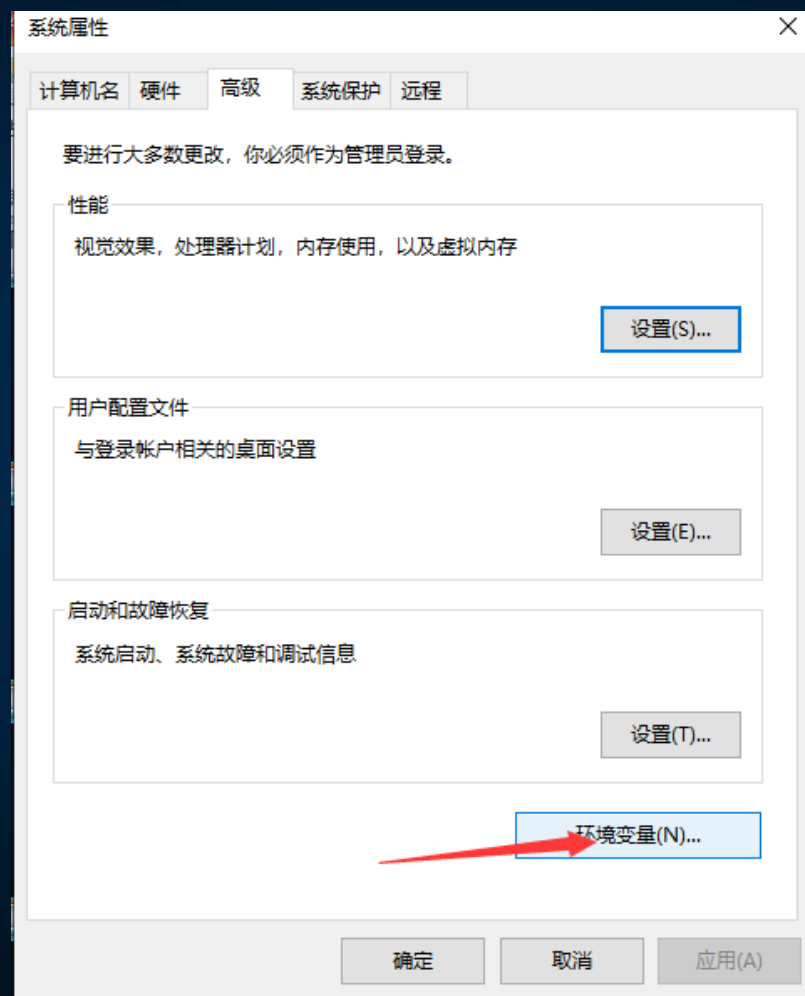 系统属性
计算机名 硬件 高级 系统保护 远程
要进行大多数更改，你必须作为管理员登录。
性能
视觉效果，处理器计划，内存使用，以及虚拟内存
设置(S)...
用户配置文件
与登录帐户相关的桌面设置
设置(E)...
启动和故障恢复
系统启动、系统故障和调试信息
设置(T)...
环境变量(N)...
确定 取消 应用(A)